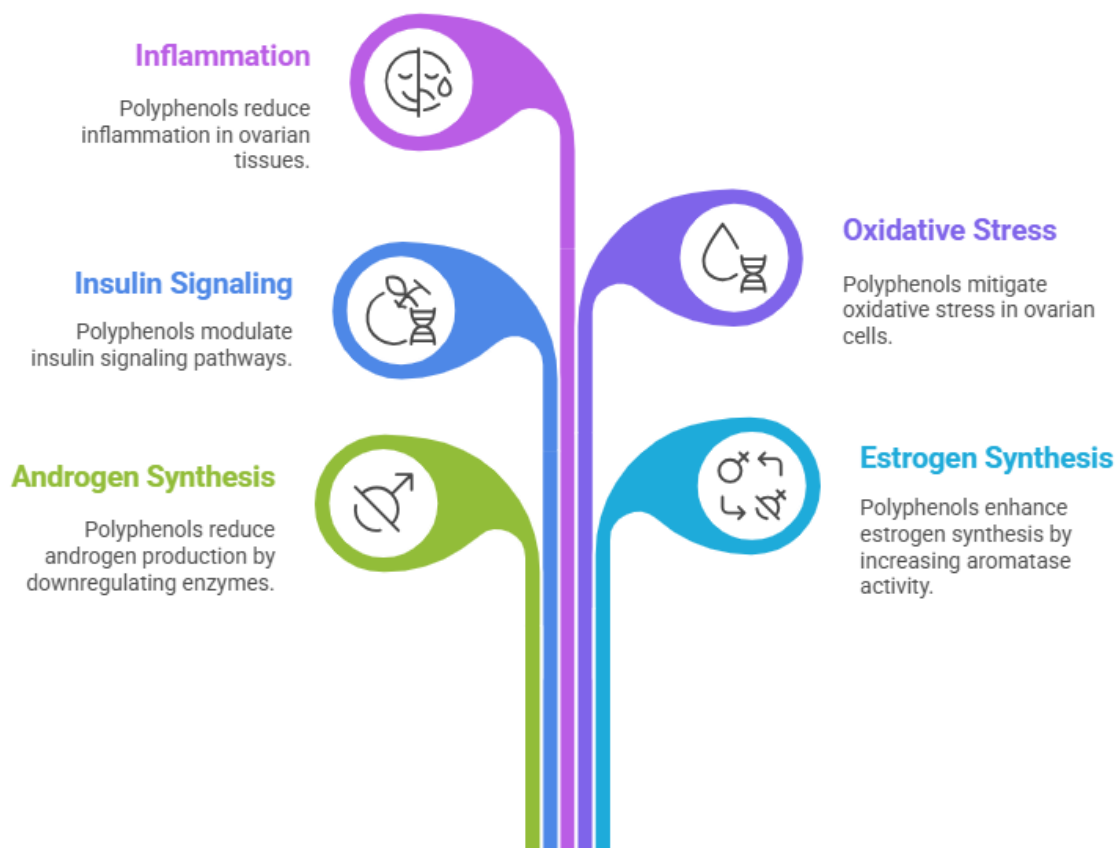 Inflammation
Polyphenols reduce
inflammation in ovarian
tissues.
Oxidative Stress
Polyphenols mitigate
oxidative stress in ovarian
cells.
Insulin Signaling
Polyphenols modulate
insulin signaling pathways.
Estrogen Synthesis
Polyphenols enhance
estrogen synthesis by
increasing aromatase
activity.
Androgen Synthesis
Polyphenols reduce
androgen production by
downregulating enzymes.